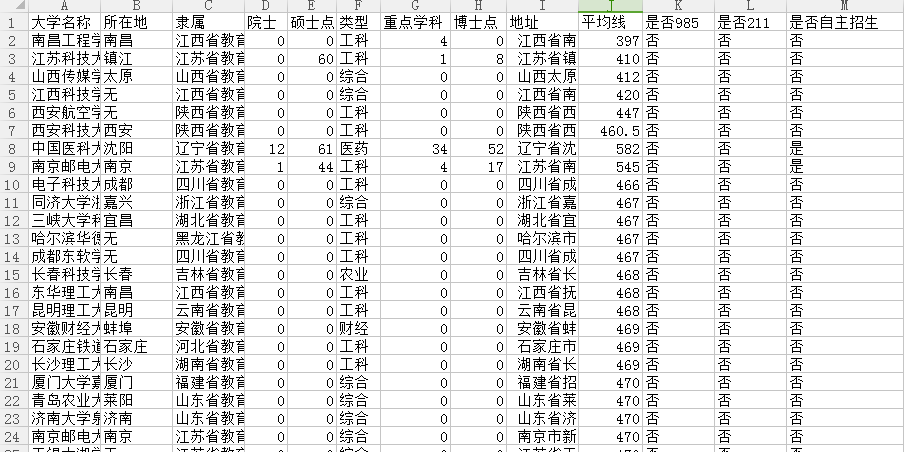 A B C D E F G H I J K L M
1 大学名称 所在地 隶属 院士 硕士点 类型 重点学科 博士点 地址 平均线 是否985 是否211 是否自主招生
2 南昌工程学 南昌 江西省教育 0 0 工科 4 0 江西省南 397 否 否 否
3 江苏科技大 镇江 江苏省教育 0 60 工科 1 8 江苏省镇 410 否 否 否
4 山西传媒学 太原 山西省教育 0 0 综合 0 0 山西太原 412 否 否 否
5 江西科技学 无 江西省教育 0 0 综合 0 0 江西省南 420 否 否 否
6 西安航空学 无 陕西省教育 0 0 工科 0 0 陕西省西 447 否 否 否
7 西安科技大 西安 陕西省教育 0 0 工科 0 0 陕西省西 460.5 否 否 否
8 中国医科大 沈阳 辽宁省教育 12 61 医药 34 52 辽宁省沈 582 否 否 是
9 南京邮电大 南京 江苏省教育 1 44 工科 4 17 江苏省南 545 否 否 是
10 电子科技大 成都 四川省教育 0 0 工科 0 0 四川省成 466 否 否 否
11 同济大学浙 嘉兴 浙江省教育 0 0 工科 0 0 浙江省嘉 467 否 否 否
12 三峡大学科 宜昌 湖北省教育 0 0 工科 0 0 湖北省宜 467 否 否 否
13 哈尔滨华德 无 黑龙江省教 0 0 工科 0 0 哈尔滨市 467 否 否 否
14 成都东软学 无 四川省教育 0 0 工科 0 0 四川省成 467 否 否 否
15 长春科技学 长春 吉林省教育 0 0 农业 0 0 吉林省长 468 否 否 否
16 东华理工大 南昌 江西省教育 0 0 工科 0 0 江西省抚 468 否 否 否
17 昆明理工大 昆明 云南省教育 0 0 工科 0 0 云南省昆 468 否 否 否
18 安徽财经大 蚌埠 安徽省教育 0 0 财经 0 0 安徽省蚌 469 否 否 否
19 石家庄铁道 石家庄 河北省教育 0 0 工科 0 0 石家庄市 469 否 否 否
20 长沙理工大 长沙 湖南省教育 0 0 工科 0 0 湖南省长 469 否 否 否
21 厦门大学嘉 厦门 福建省教育 0 0 综合 0 0 福建省招 470 否 否 否
22 青岛农业大 莱阳 山东省教育 0 0 综合 0 0 山东省莱 470 否 否 否
23 济南大学泉 济南 山东省教育 0 0 综合 0 0 山东省济 470 否 否 否
24 南京邮电大 南京 江苏省教育 0 0 综合 0 0 南京市新 470 否 否 否